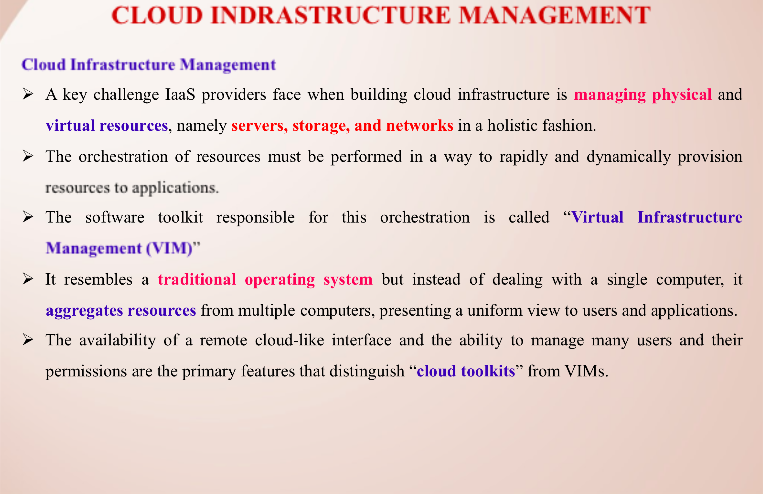 CLOUD INDRASTRUCTURE MANAGEMENT
Cloud Infrastructure Management
➢ A key challenge IaaS providers face when building cloud infrastructure is managing physical and
virtual resources, namely servers, storage, and networks in a holistic fashion.
➢ The orchestration of resources must be performed in a way to rapidly and dynamically provision
resources to applications.
➢ The software toolkit responsible for this orchestration is called “Virtual Infrastructure
Management (VIM)”
➢ It resembles a traditional operating system but instead of dealing with a single computer, it
aggregates resources from multiple computers, presenting a uniform view to users and applications.
➢ The availability of a remote cloud-like interface and the ability to manage many users and their
permissions are the primary features that distinguish “cloud toolkits” from VIMs.